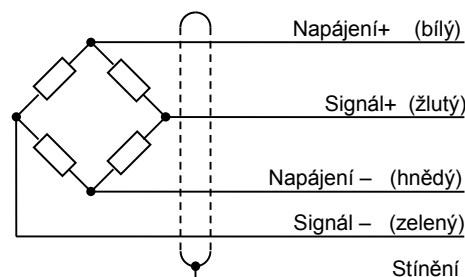 Napájení+ (bílý)
Signál+ (žlutý)
Napájení – (hnědý)
Signál – (zelený)
Stínění